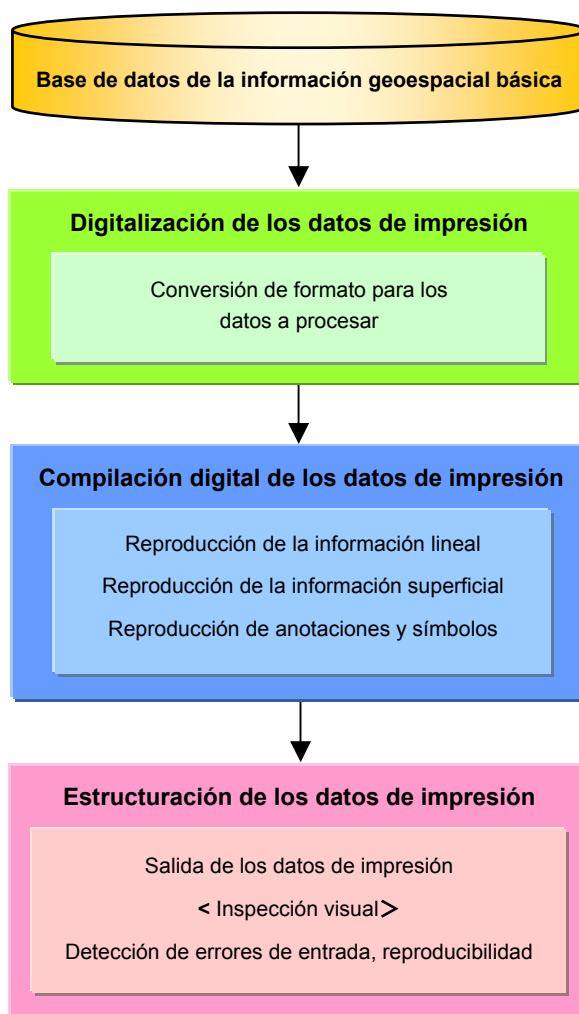 Base de datos de la información geoespacial básica
Digitalización de los datos de impresión
Conversión de formato para los
datos a procesar
Compilación digital de los datos de impresión
Reproducción de la información lineal
Reproducción de la información superficial
Reproducción de anotaciones y símbolos
Estructuración de los datos de impresión
Salida de los datos de impresión
< Inspección visual＞
Detección de errores de entrada, reproducibilidad